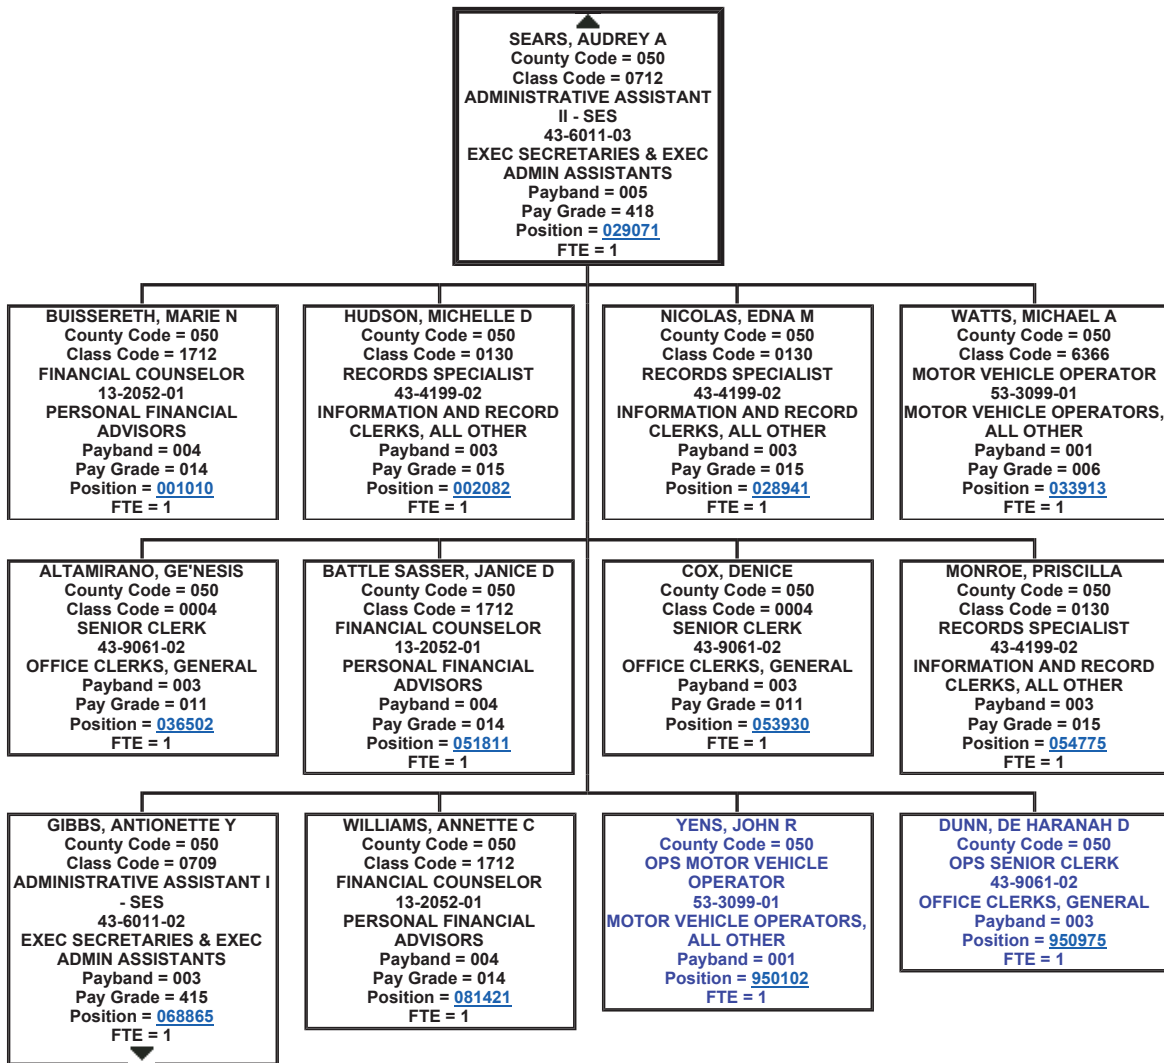 SEARS, AUDREY A
County Code = 050
Class Code = 0712
ADMINISTRATIVE ASSISTANT
II - SES
43-6011-03
EXEC SECRETARIES & EXEC
ADMIN ASSISTANTS
Payband = 005
Pay Grade = 418
Position = 029071
FTE = 1
BUISSERETH, MARIE N
County Code = 050
Class Code = 1712
FINANCIAL COUNSELOR
13-2052-01
PERSONAL FINANCIAL
ADVISORS
Payband = 004
Pay Grade = 014
Position = 001010
FTE = 1
HUDSON, MICHELLE D
County Code = 050
Class Code = 0130
RECORDS SPECIALIST
43-4199-02
INFORMATION AND RECORD
CLERKS, ALL OTHER
Payband = 003
Pay Grade = 015
Position = 002082
FTE = 1
NICOLAS, EDNA M
County Code = 050
Class Code = 0130
RECORDS SPECIALIST
43-4199-02
INFORMATION AND RECORD
CLERKS, ALL OTHER
Payband = 003
Pay Grade = 015
Position = 028941
FTE = 1
WATTS, MICHAEL A
County Code = 050
Class Code = 6366
MOTOR VEHICLE OPERATOR
53-3099-01
MOTOR VEHICLE OPERATORS,
ALL OTHER
Payband = 001
Pay Grade = 006
Position = 033913
FTE = 1
ALTAMIRANO, GE'NESIS
County Code = 050
Class Code = 0004
SENIOR CLERK
43-9061-02
OFFICE CLERKS, GENERAL
Payband = 003
Pay Grade = 011
Position = 036502
FTE = 1
BATTLE SASSER, JANICE D
County Code = 050
Class Code = 1712
FINANCIAL COUNSELOR
13-2052-01
PERSONAL FINANCIAL
ADVISORS
Payband = 004
Pay Grade = 014
Position = 051811
FTE = 1
COX, DENICE
County Code = 050
Class Code = 0004
SENIOR CLERK
43-9061-02
OFFICE CLERKS, GENERAL
Payband = 003
Pay Grade = 011
Position = 053930
FTE = 1
MONROE, PRISCILLA
County Code = 050
Class Code = 0130
RECORDS SPECIALIST
43-4199-02
INFORMATION AND RECORD
CLERKS, ALL OTHER
Payband = 003
Pay Grade = 015
Position = 054775
FTE = 1
GIBBS, ANTIONETTE Y
County Code = 050
Class Code = 0709
ADMINISTRATIVE ASSISTANT I
- SES
43-6011-02
EXEC SECRETARIES & EXEC
ADMIN ASSISTANTS
Payband = 003
Pay Grade = 415
Position = 068865
FTE = 1
WILLIAMS, ANNETTE C
County Code = 050
Class Code = 1712
FINANCIAL COUNSELOR
13-2052-01
PERSONAL FINANCIAL
ADVISORS
Payband = 004
Pay Grade = 014
Position = 081421
FTE = 1
YENS, JOHN R
County Code = 050
OPS MOTOR VEHICLE
OPERATOR
53-3099-01
MOTOR VEHICLE OPERATORS,
ALL OTHER
Payband = 001
Position = 950102
FTE = 1
DUNN, DE HARANAH D
County Code = 050
OPS SENIOR CLERK
43-9061-02
OFFICE CLERKS, GENERAL
Payband = 003
Position = 950975
FTE = 1